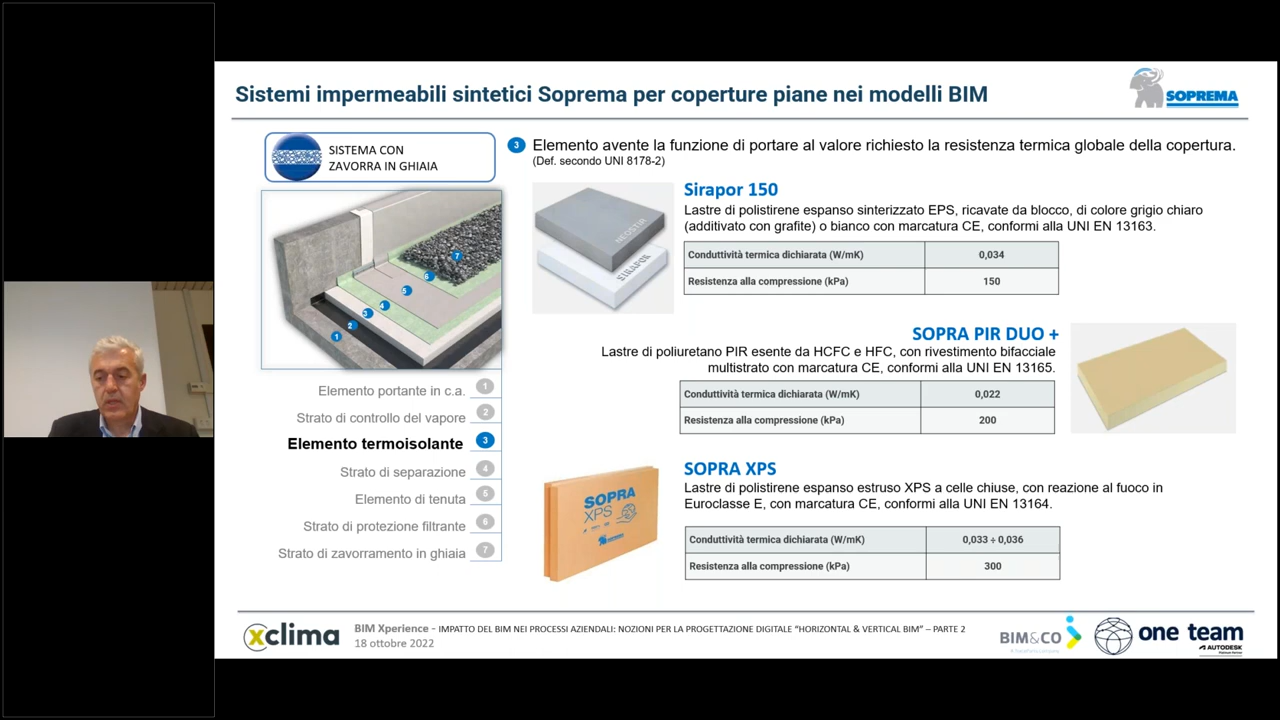 Sistemi impermeabili sintetici Soprema per coperture piane nei modelli BIM
SOPREMA
SISTEMA CON
ZAVORRA IN GHIAIA
1
2
3
4
5
6
7
Elemento portante in c.a. 1
Strato di controllo del vapore 2
Elemento termoisolante 3
Strato di separazione 4
Elemento di tenuta 5
Strato di protezione filtrante 6
Strato di zavorramento in ghiaia 7
3 Elemento avente la funzione di portare al valore richiesto la resistenza termica globale della copertura.
(Def. secondo UNI 8178-2)
NEOSTIR
SIRAPOR
Sirapor 150
Lastre di polistirene espanso sinterizzato EPS, ricavate da blocco, di colore grigio chiaro
(additivato con grafite) o bianco con marcatura CE, conformi alla UNI EN 13163.
Conduttività termica dichiarata (W/mK) 0,034
Resistenza alla compressione (kPa) 150
SOPRA PIR DUO +
Lastre di poliuretano PIR esente da HCFC e HFC, con rivestimento bifacciale
multistrato con marcatura CE, conformi alla UNI EN 13165.
Conduttività termica dichiarata (W/mK) 0,022
Resistenza alla compressione (kPa) 200
SOPRA
XPS
SOPREMA
SOPRA XPS
Lastre di polistirene espanso estruso XPS a celle chiuse, con reazione al fuoco in
Euroclasse E, con marcatura CE, conformi alla UNI EN 13164.
Conduttività termica dichiarata (W/mK) 0,033 ÷ 0,036
Resistenza alla compressione (kPa) 300
xclima
BIM Xperience – IMPATTO DEL BIM NEI PROCESSI AZIENDALI: NOZIONI PER LA PROGETTAZIONE DIGITALE “HORIZONTAL & VERTICAL BIM” – PARTE 2
18 ottobre 2022
BIM&CO
one team
AUTODESK